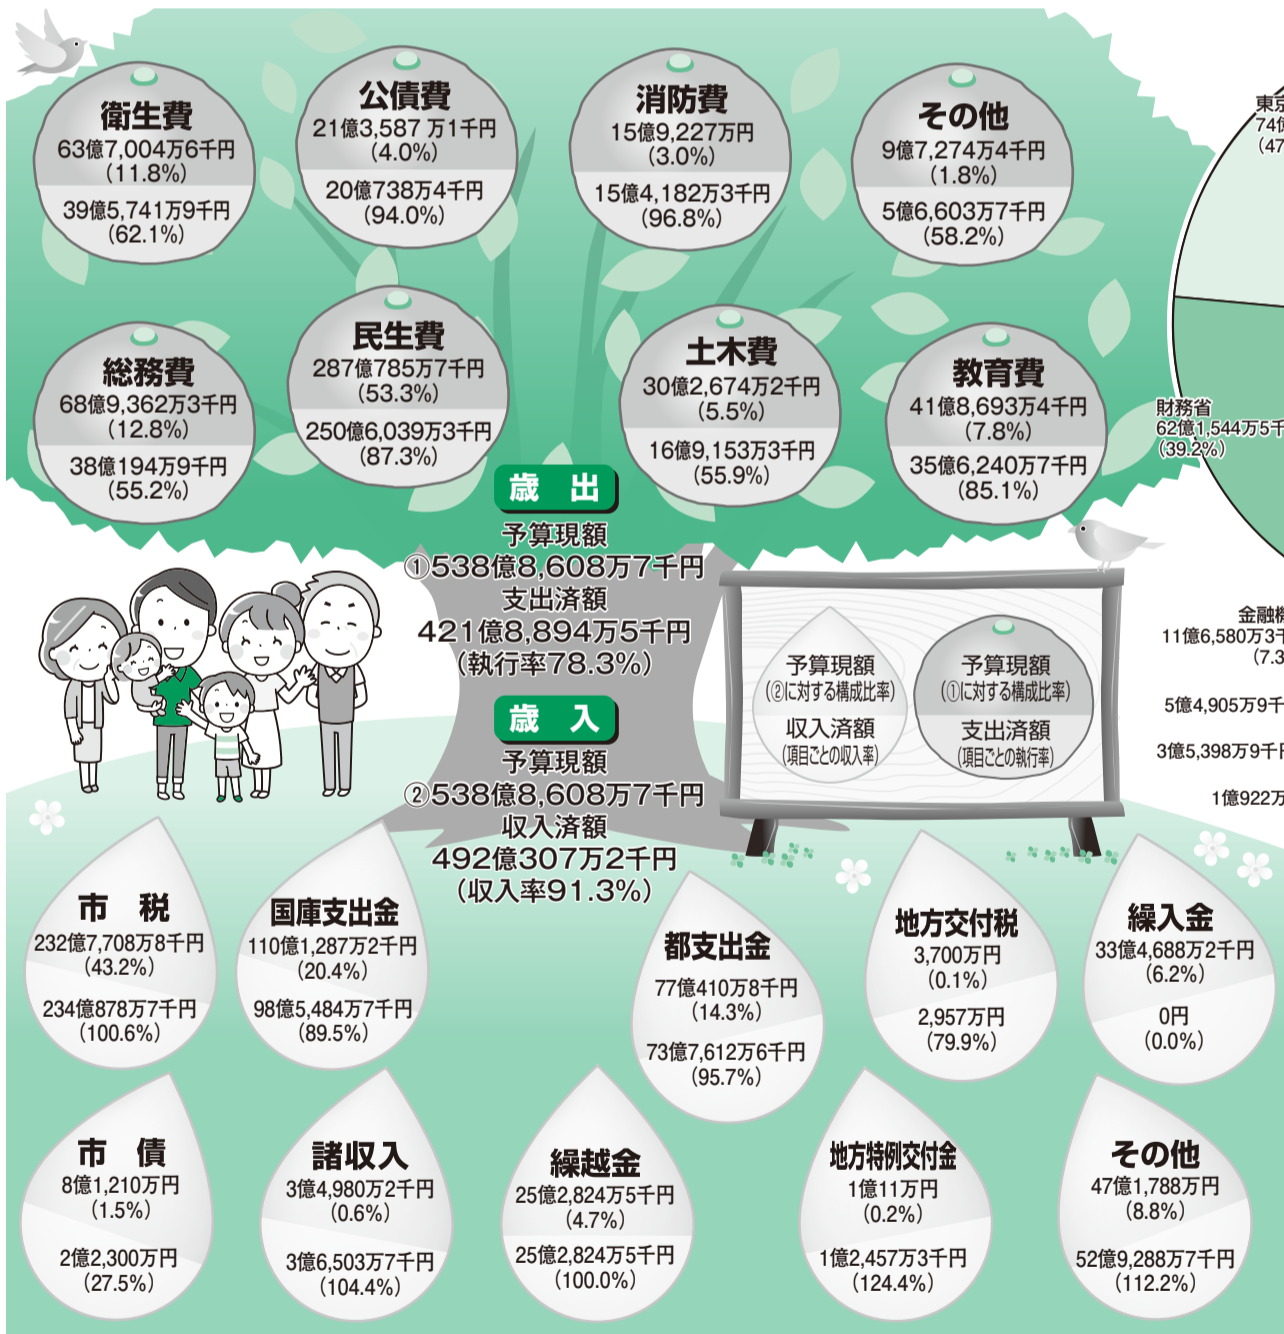 衛生費
63億7,004万6千円
(11.8%)
39億5,741万9千円
(62.1%)
公債費
21億3,587 万1千円
(4.0%)
20億738万4千円
(94.0%)
消防費
15億9,227万円
(3.0%)
15億4,182万3千円
(96.8%)
その他
9億7,274万4千円
(1.8%)
5億6,603万7千円
(58.2%)
総務費
68億9,362万3千円
(12.8%)
38億194万9千円
(55.2%)
民生費
287億785万7千円
(53.3%)
250億6,039万3千円
(87.3%)
土木費
30億2,674万2千円
(5.5%)
16億9,153万3千円
(55.9%)
教育費
41億8,693万4千円
(7.8%)
35億6,240万7千円
(85.1%)
東京
74億
(47
財務省
62億1,544万5千
(39.2%)
金融機
11億6,580万3千
(7.3
5億4,905万9千
3億5,398万9千円
1億922万
歳 出
予算現額
①538億8,608万7千円
支出済額
421億8,894万5千円
(執行率78.3%)
歳 入
予算現額
②538億8,608万7千円
収入済額
492億307万2千円
(収入率91.3%)
予算現額
(②に対する構成比率)
収入済額
(項目ごとの収入率)
予算現額
(①に対する構成比率)
支出済額
(項目ごとの執行率)
市 税
232億7,708万8千円
(43.2%)
234億878万7千円
(100.6%)
国庫支出金
110億1,287万2千円
(20.4%)
98億5,484万7千円
(89.5%)
都支出金
77億410万8千円
(14.3%)
73億7,612万6千円
(95.7%)
地方交付税
3,700万円
(0.1%)
2,957万円
(79.9%)
繰入金
33億4,688万2千円
(6.2%)
0円
(0.0%)
市 債
8億1,210万円
(1.5%)
2億2,300万円
(27.5%)
諸収入
3億4,980万2千円
(0.6%)
3億6,503万7千円
(104.4%)
繰越金
25億2,824万5千円
(4.7%)
25億2,824万5千円
(100.0%)
地方特例交付金
1億11万円
(0.2%)
1億2,457万3千円
(124.4%)
その他
47億1,788万円
(8.8%)
52億9,288万7千円
(112.2%)